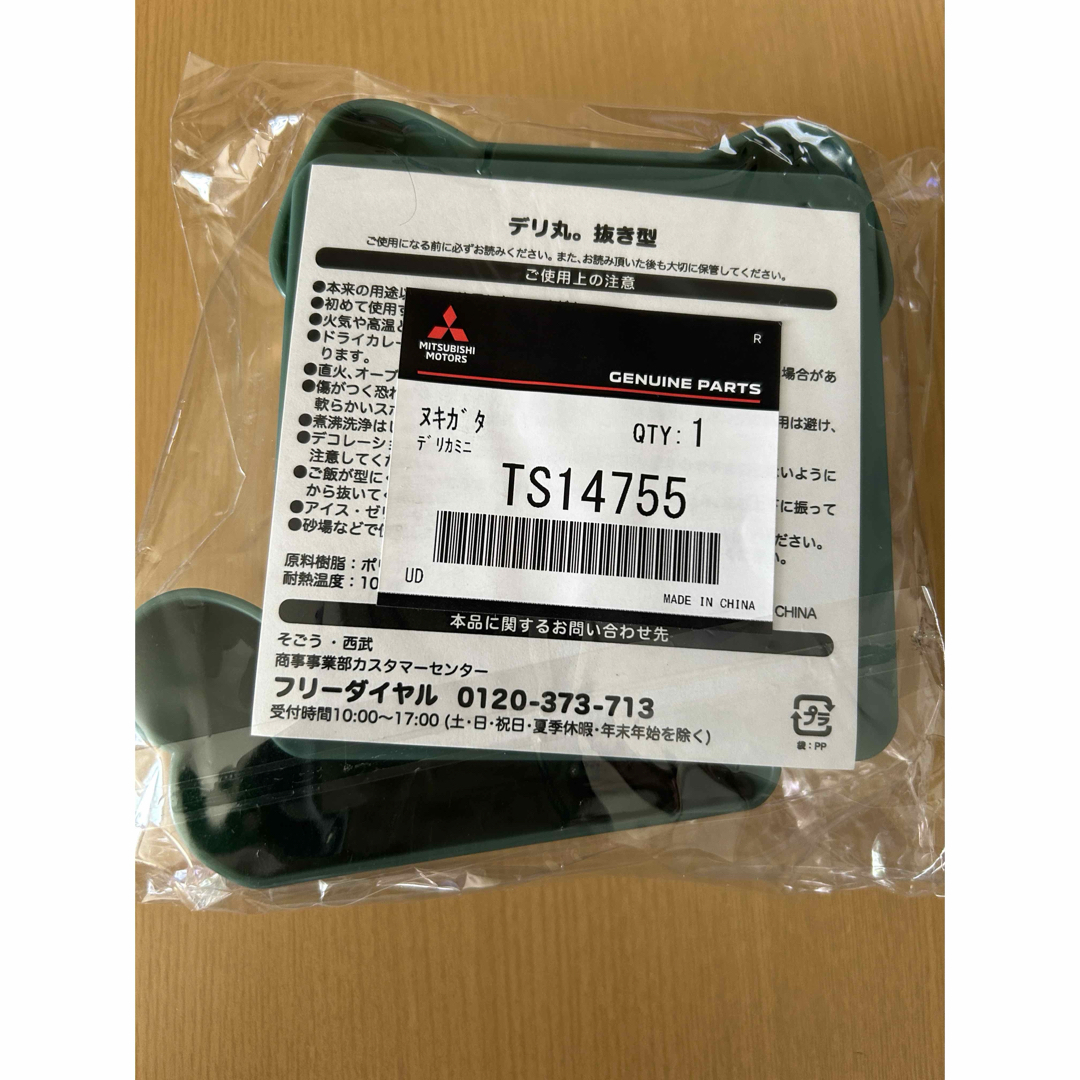 デリ丸。抜き型
ご使用になる前に必ずお読みください。また、お読み頂いた後も大切に保管してください。
ご使用上の注意
●本来の用途以
●初めて使用す
●火気や高温と
●ドライカレー
場合があ
ります。
●直火、オーブ
●傷がつく恐れ
用は避け、
軟らかいスポ
●煮沸洗浄はし
●デコレーショ
ないように
注意してくだ
●ご飯が型に
に振って
から抜いてく
●アイス・ゼリ
ださい。
●砂場などで使
い。
原料樹脂：ポリ
耐熱温度：10
CHINA
MITSUBISHI
MOTORS
R
GENUINE PARTS
ヌキガタ
QTY: 1
デリカミニ
TS14755
UD
MADE IN CHINA
本品に関するお問い合わせ先
そごう・西武
商事事業部カスタマーセンター
フリーダイヤル 0120-373-713
受付時間10:00〜17:00 (土・日・祝日・夏季休暇・年末年始を除く)
プラ
袋：PP